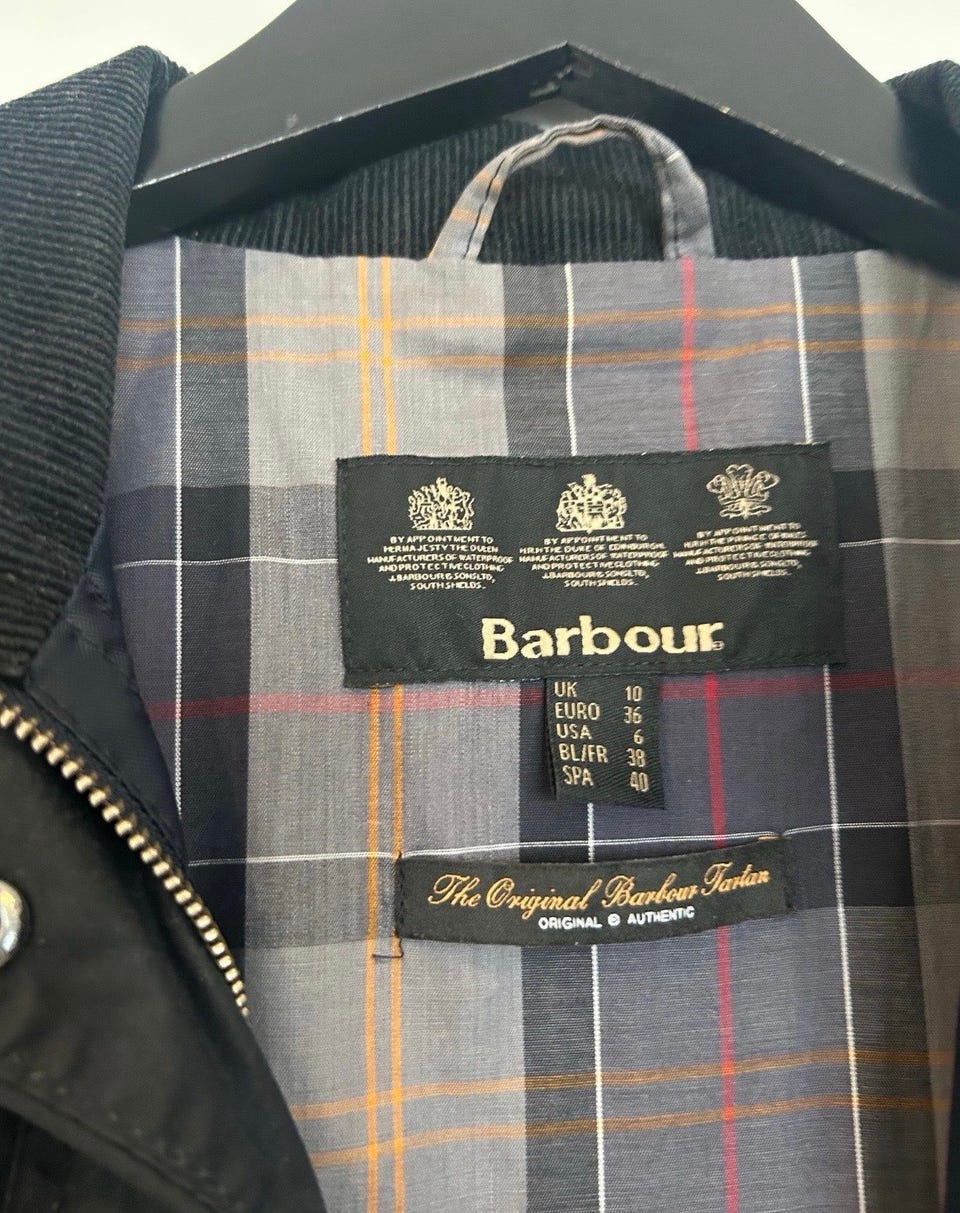 BY APPOINTMENT TO
HER MAJESTY THE QUEEN
MANUFACTURERS OF WATERPROOF
AND PROTECTIVE CLOTHING
J.BARBOUR & SONS LTD,
SOUTH SHIELDS.
BY APPOINTMENT TO
H.R.H THE DUKE OF EDINBURGH,
MANUFACTURERS OF WATERPROOF
AND PROTECTIVE CLOTHING
J.BARBOUR & SONS LTD,
SOUTH SHIELDS.
BY APPOINTMENT TO
H.R.H THE PRINCE OF WALES
MANUFACTURERS OF WATERPROOF
AND PROTECTIVE CLOTHING
J.BARBOUR & SONS LTD,
SOUTH SHIELDS.
Barbour
UK 10
EURO 36
USA 6
BL/FR 38
SPA 40
The Original Barbour Tartan
ORIGINAL & AUTHENTIC